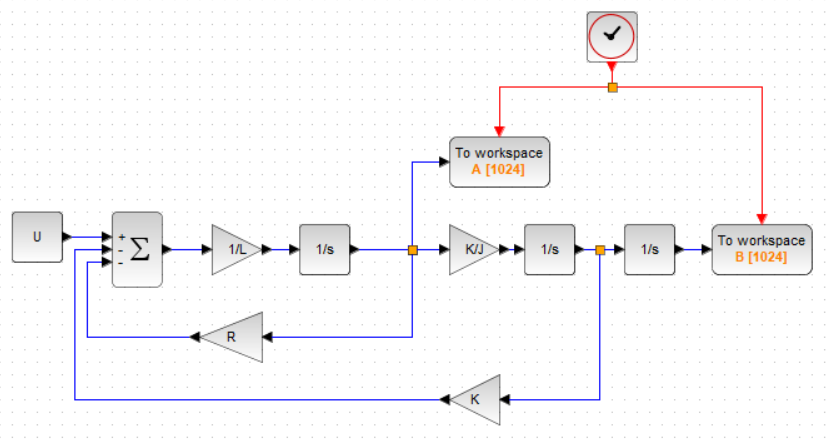 To workspace
A [1024]
U
+
-
-
Σ
1/L
1/s
K/J
1/s
1/s
To workspace
B [1024]
R
K